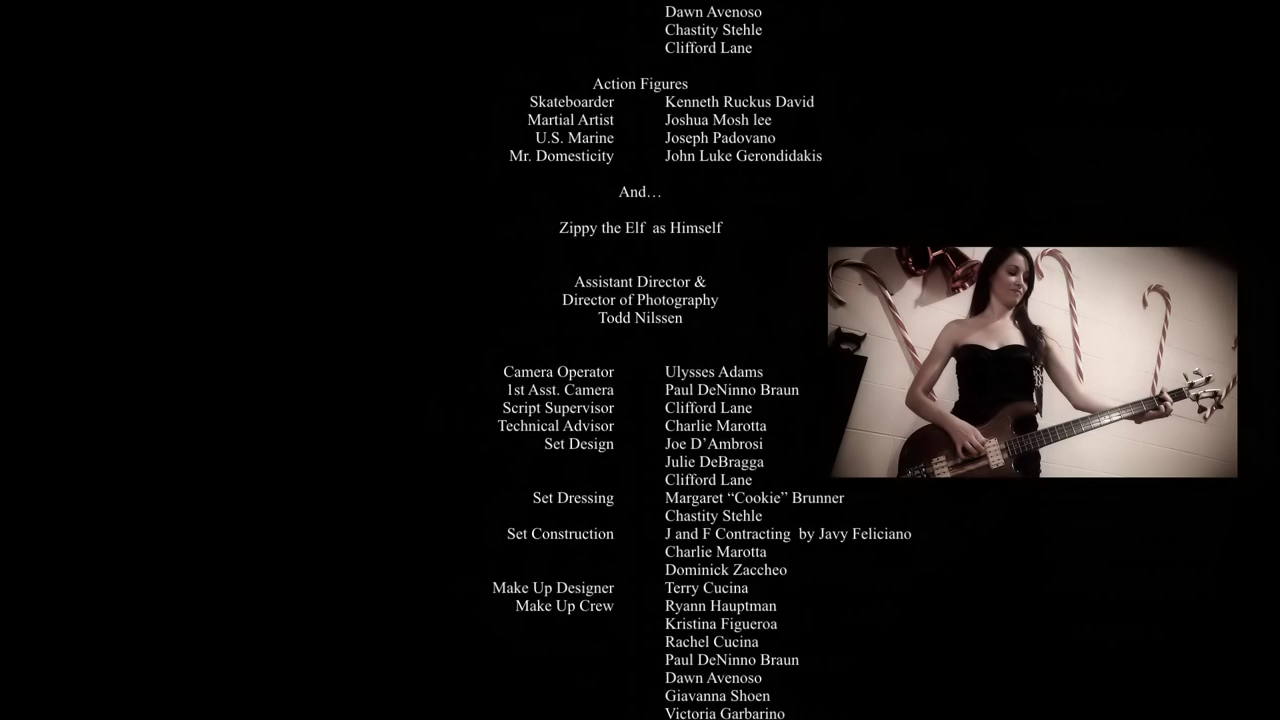 Dawn Avenoso
Chastity Stehle
Clifford Lane
Action Figures
Skateboarder Kenneth Ruckus David
Martial Artist Joshua Mosh lee
U.S. Marine Joseph Padovano
Mr. Domesticity John Luke Gerondidakis
And…
Zippy the Elf as Himself
Assistant Director &
Director of Photography
Todd Nilssen
Camera Operator Ulysses Adams
1st Asst. Camera Paul DeNinno Braun
Script Supervisor Clifford Lane
Technical Advisor Charlie Marotta
Set Design Joe D’Ambrosi
Julie DeBragga
Clifford Lane
Set Dressing Margaret “Cookie” Brunner
Chastity Stehle
Set Construction J and F Contracting by Javy Feliciano
Charlie Marotta
Dominick Zaccheo
Make Up Designer Terry Cucina
Make Up Crew Ryann Hauptman
Kristina Figueroa
Rachel Cucina
Paul DeNinno Braun
Dawn Avenoso
Giavanna Shoen
Victoria Garbarino